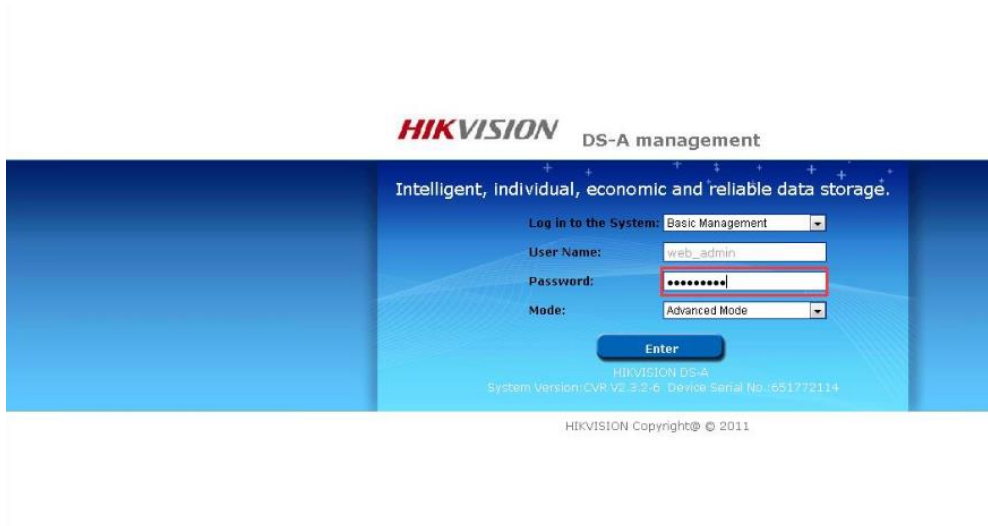 HIKVISION DS-A management
Intelligent, individual, economic and reliable data storage.
Log in to the System: Basic Management
User Name: web_admin
Password: •••••••••
Mode: Advanced Mode
Enter
HIKVISION DS-A
System Version:CVR V2.3.2-6 Device Serial No.:651772114
HIKVISION Copyright@ © 2011